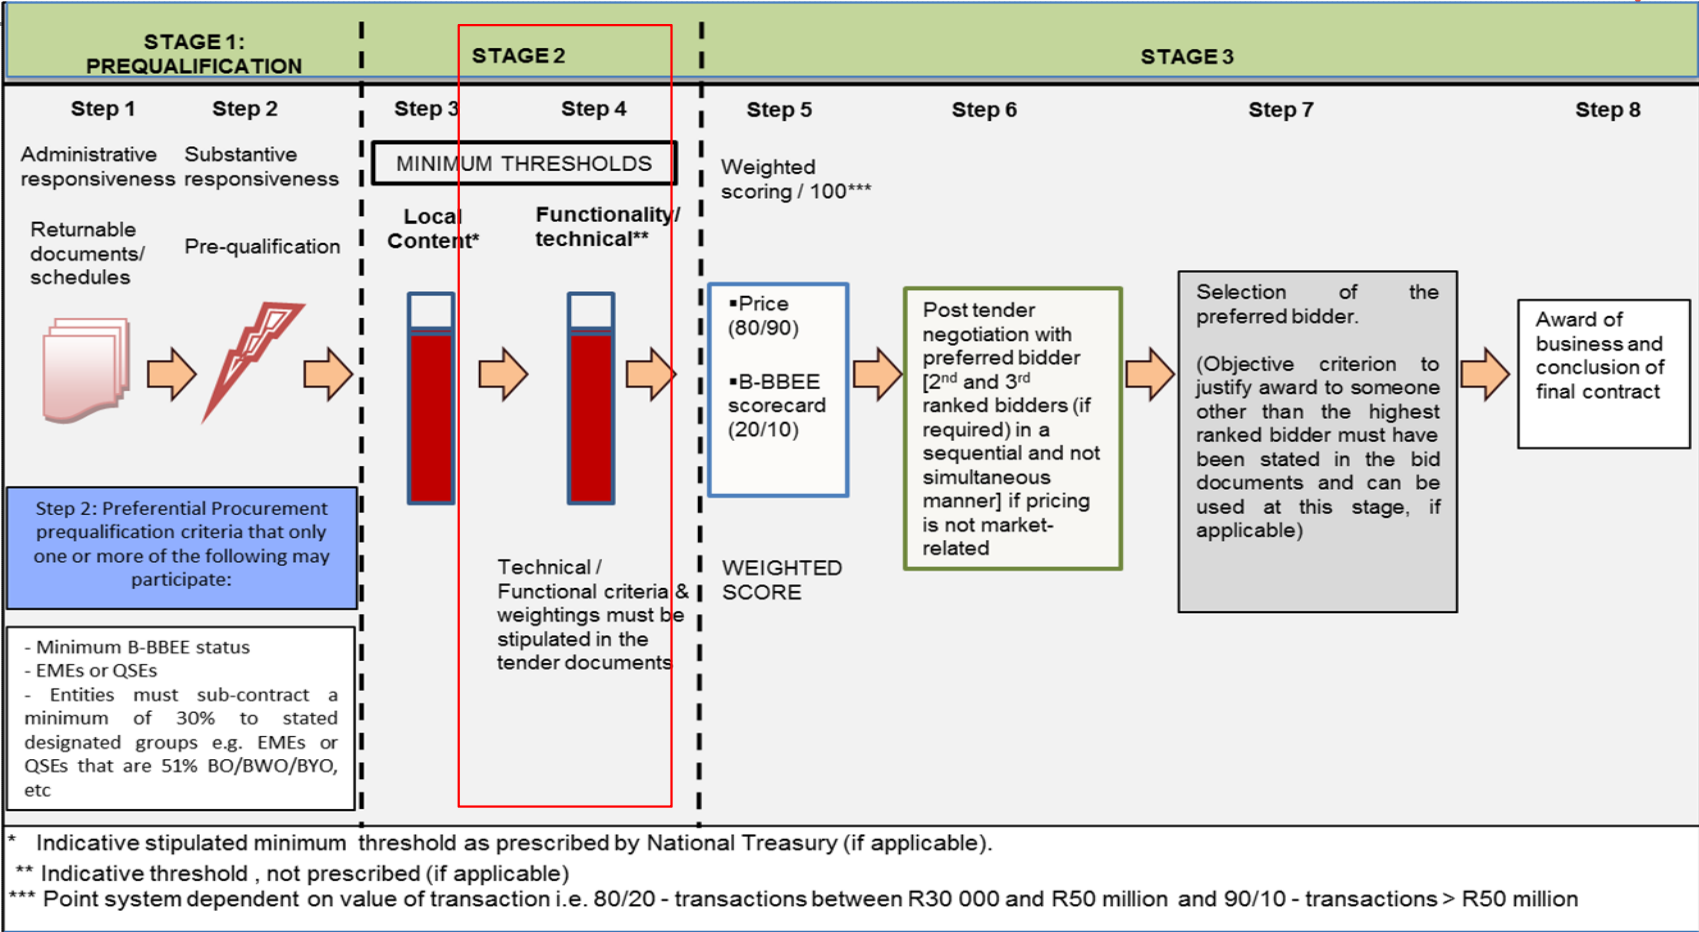 STAGE 1:
PREQUALIFICATION
STAGE 2
STAGE 3
Step 1
Step 2
Step 3
Step 4
Step 5
Step 6
Step 7
Step 8
Administrative
responsiveness
Substantive
responsiveness
MINIMUM THRESHOLDS
Weighted
scoring / 100***
Returnable
documents/
schedules
Pre-qualification
Local
Content*
Functionality/
technical**
▪Price
(80/90)
▪B-BBEE
scorecard
(20/10)
Post tender
negotiation with
preferred bidder
[2nd and 3rd
ranked bidders (if
required) in a
sequential and not
simultaneous
manner] if pricing
is not market-
related
Selection of the
preferred bidder.
(Objective criterion to
justify award to someone
other than the highest
ranked bidder must have
been stated in the bid
documents and can be
used at this stage, if
applicable)
Award of
business and
conclusion of
final contract
Step 2: Preferential Procurement
prequalification criteria that only
one or more of the following may
participate:
- Minimum B-BBEE status
- EMEs or QSEs
- Entities must sub-contract a
minimum of 30% to stated
designated groups e.g. EMEs or
QSEs that are 51% BO/BWO/BYO,
etc
Technical /
Functional criteria &
weightings must be
stipulated in the
tender documents
WEIGHTED
SCORE
* Indicative stipulated minimum threshold as prescribed by National Treasury (if applicable).
** Indicative threshold , not prescribed (if applicable)
*** Point system dependent on value of transaction i.e. 80/20 - transactions between R30 000 and R50 million and 90/10 - transactions > R50 million